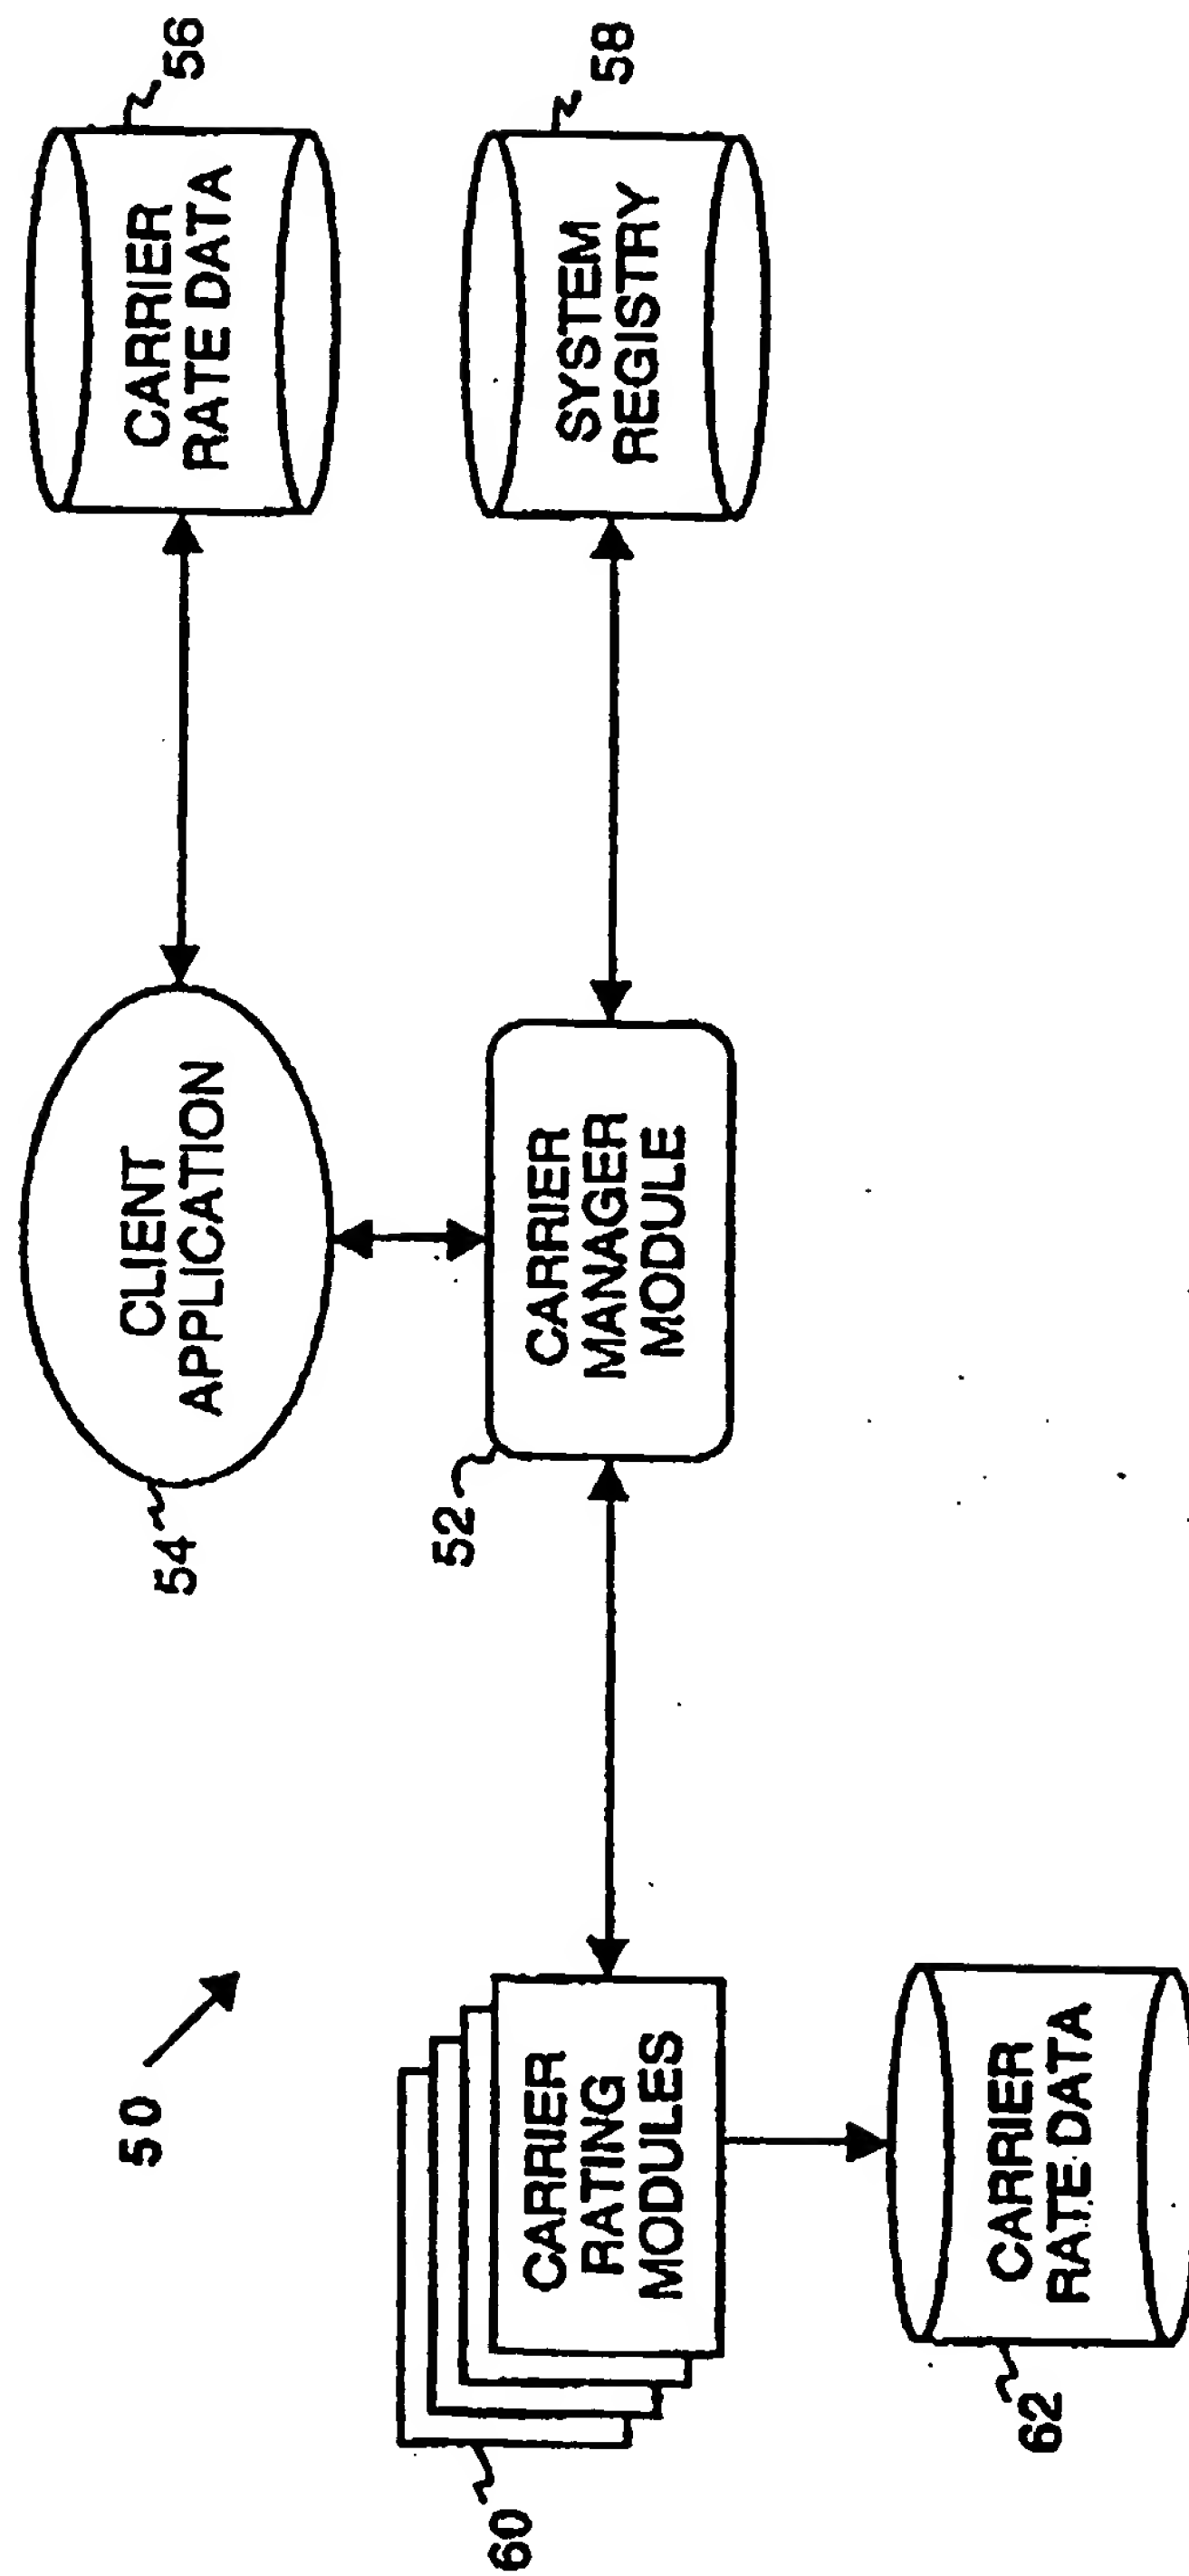 50
54
CLIENT
APPLICATION
CARRIER
RATE DATA
56
60
CARRIER
RATING
MODULES
52
CARRIER
MANAGER
MODULE
SYSTEM
REGISTRY
58
62
CARRIER
RATE DATA